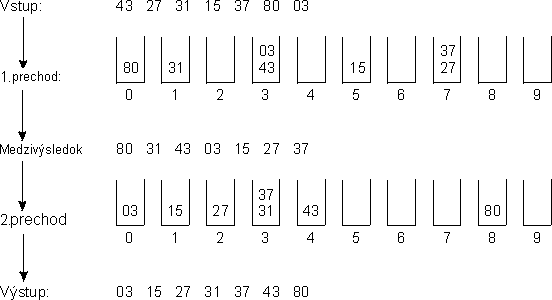 Vstup: 43 27 31 15 37 80 03
03 37
1.prechod: 80 31 43 15 27
0 1 2 3 4 5 6 7 8 9
Medzivýsledok 80 31 43 03 15 27 37
37
2.prechod 03 15 27 31 43 80
0 1 2 3 4 5 6 7 8 9
Výstup: 03 15 27 31 37 43 80